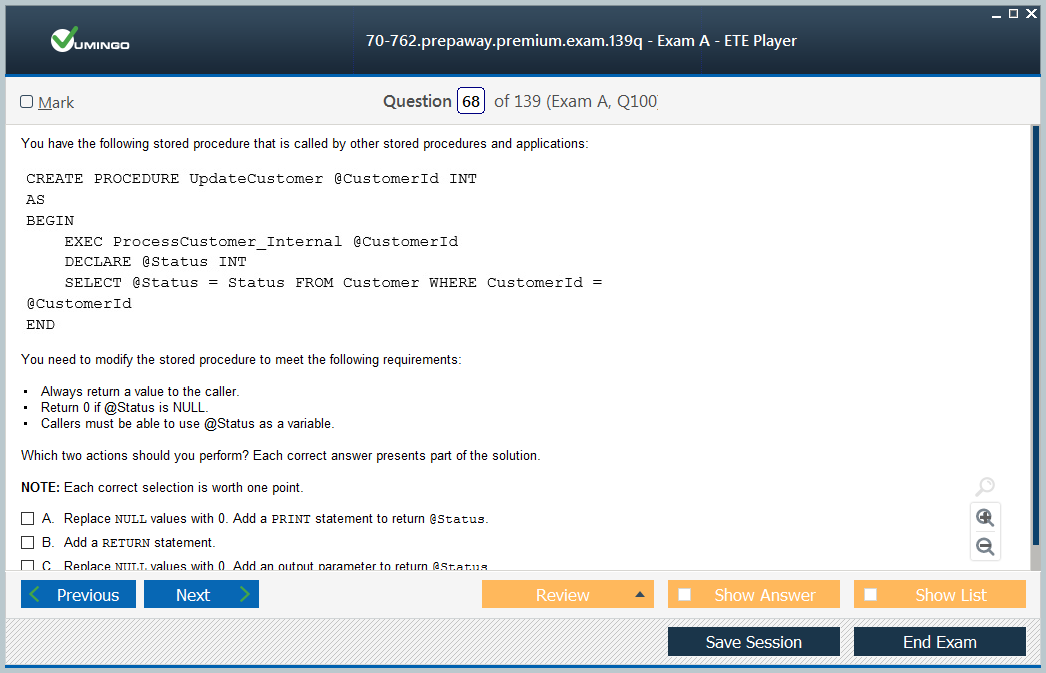 VUMINGO
70-762.prepaway.premium.exam.139q - Exam A - ETE Player
Mark
Question 68 of 139 (Exam A, Q100)
You have the following stored procedure that is called by other stored procedures and applications:
CREATE PROCEDURE UpdateCustomer @CustomerId INT
AS
BEGIN
EXEC ProcessCustomer_Internal @CustomerId
DECLARE @Status INT
SELECT @Status = Status FROM Customer WHERE CustomerId =
@CustomerId
END
You need to modify the stored procedure to meet the following requirements:
• Always return a value to the caller.
• Return 0 if @Status is NULL.
• Callers must be able to use @Status as a variable.
Which two actions should you perform? Each correct answer presents part of the solution.
NOTE: Each correct selection is worth one point.
A. Replace NULL values with 0. Add a PRINT statement to return @Status.
B. Add a RETURN statement.
C. Replace NULL values with 0. Add an output parameter to return @Status
Previous
Next
Review
Show Answer
Show List
Save Session
End Exam